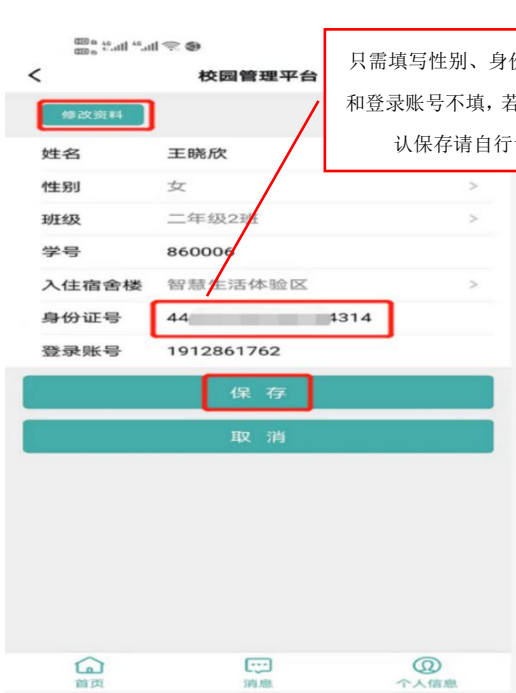 只需填写性别、身
和登录账号不填，若
认保存请自行
校园管理平台
修改资料
姓名 王晓欣
性别 女 >
班级 二年级2班 >
学号 860006
入住宿舍楼 智慧生活体验区 >
身份证号 44 4314
登录账号 1912861762
保 存
取 消
首页 消息 个人信息